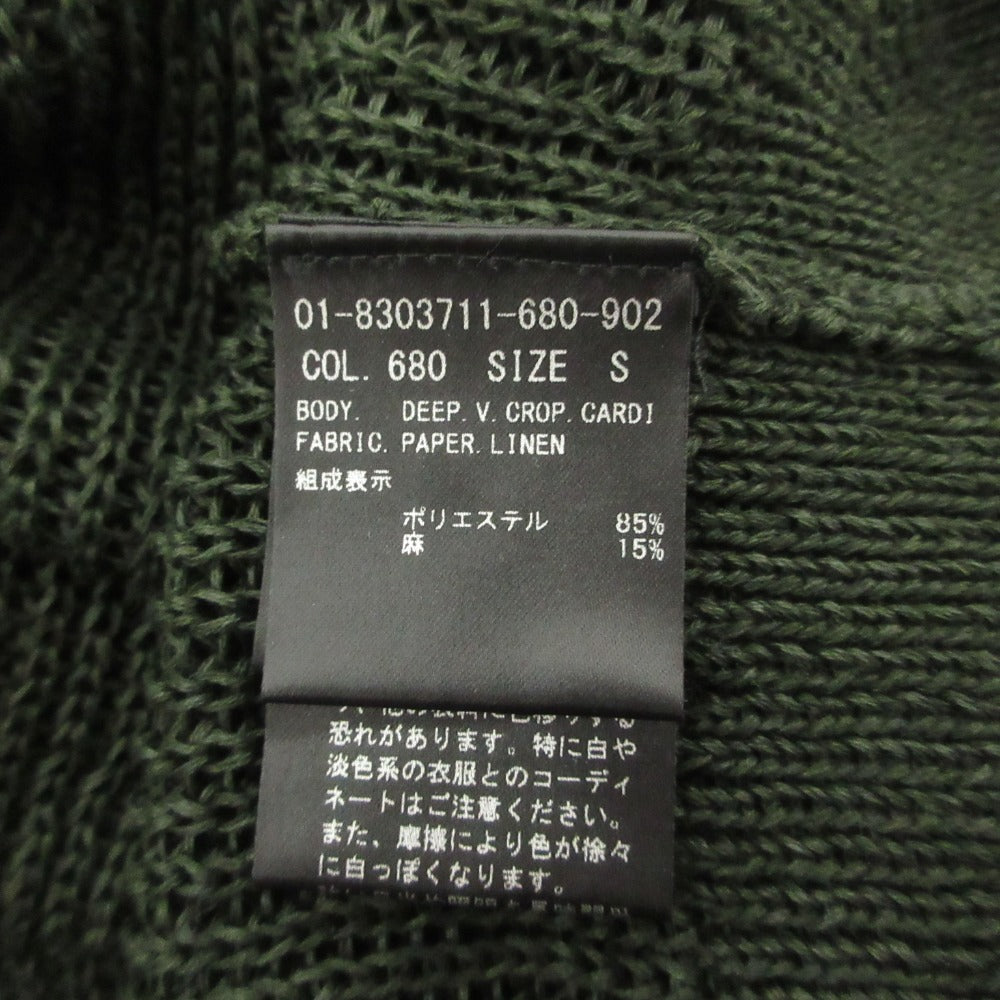 01-8303711-680-902
COL. 680 SIZE S
BODY. DEEP. V. CROP. CARDI
FABRIC. PAPER. LINEN
組成表示
ポリエステル 85%
麻 15%
恐れがあります。特に白や
淡色系の衣服とのコーディ
ネートはご注意ください。
また、摩擦により色が徐々
に白っぽくなります。